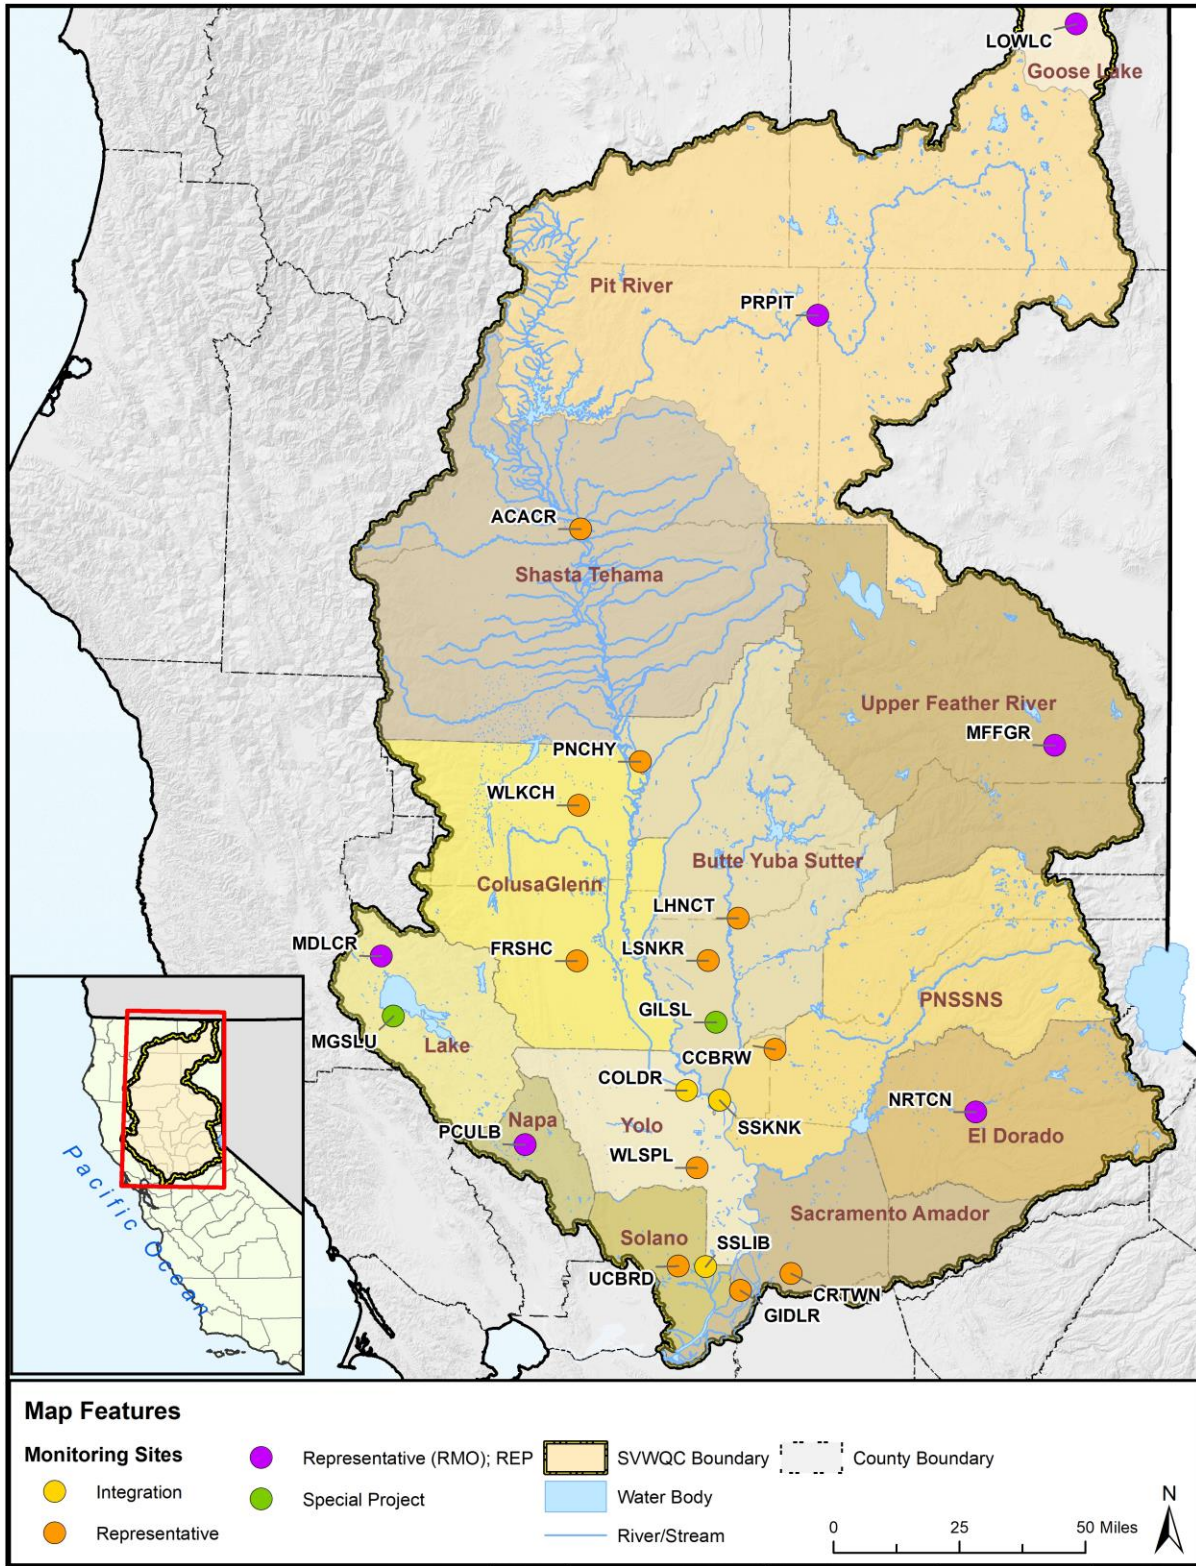 LOWLC
Goose Lake
Pit River
PRPIT
ACACR
Shasta Tehama
Upper Feather River
MFFGR
PNCHY
WLKCH
Butte Yuba Sutter
ColusaGlenn
LHNCT
MDLCR
FRSHC
LSNKR
PNSSNS
GILSL
MGSLU
Lake
CCBRW
COLDR
SSKNK
NRTCN
Napa
Yolo
El Dorado
PCULB
WLSPL
Sacramento Amador
Solano
SSLIB
UCBRD
CRTWN
GIDLR
Pacific Ocean
Map Features
Monitoring Sites
Integration
Representative
Representative (RMO); REP
Special Project
SVWQC Boundary
Water Body
River/Stream
County Boundary
0 25 50 Miles
N